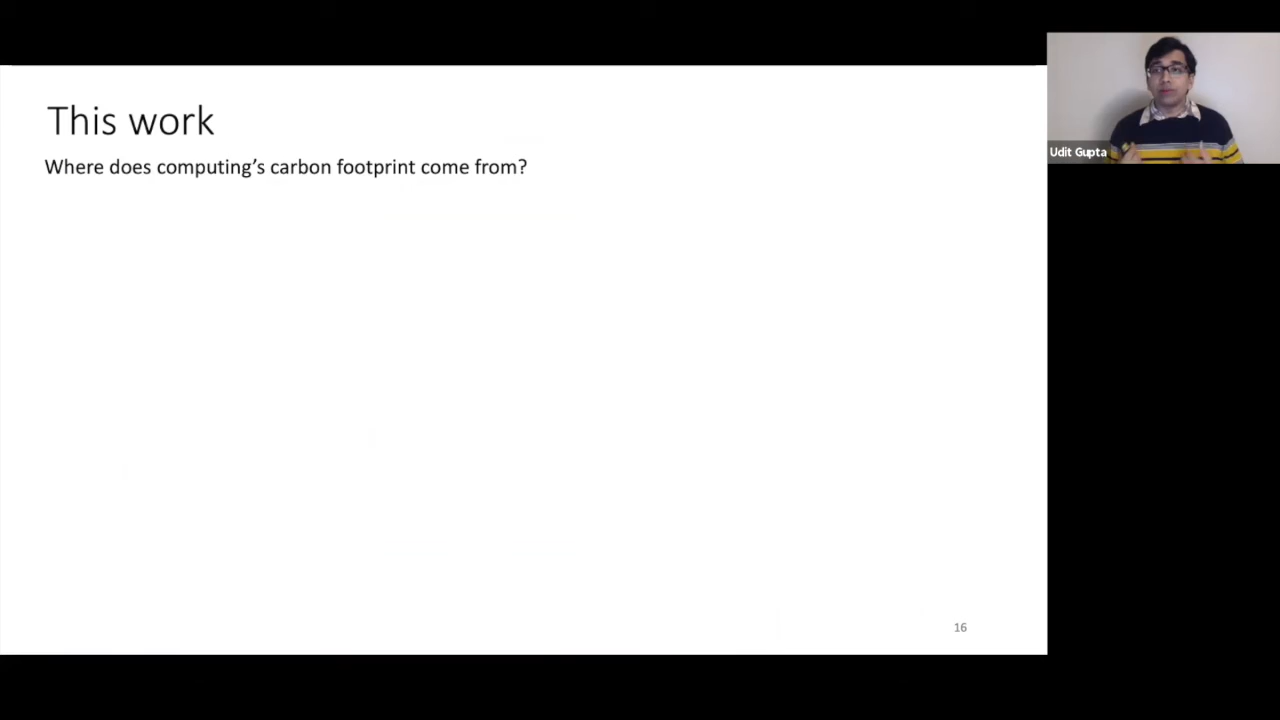 This work
Where does computing’s carbon footprint come from?
16
Udit Gupta